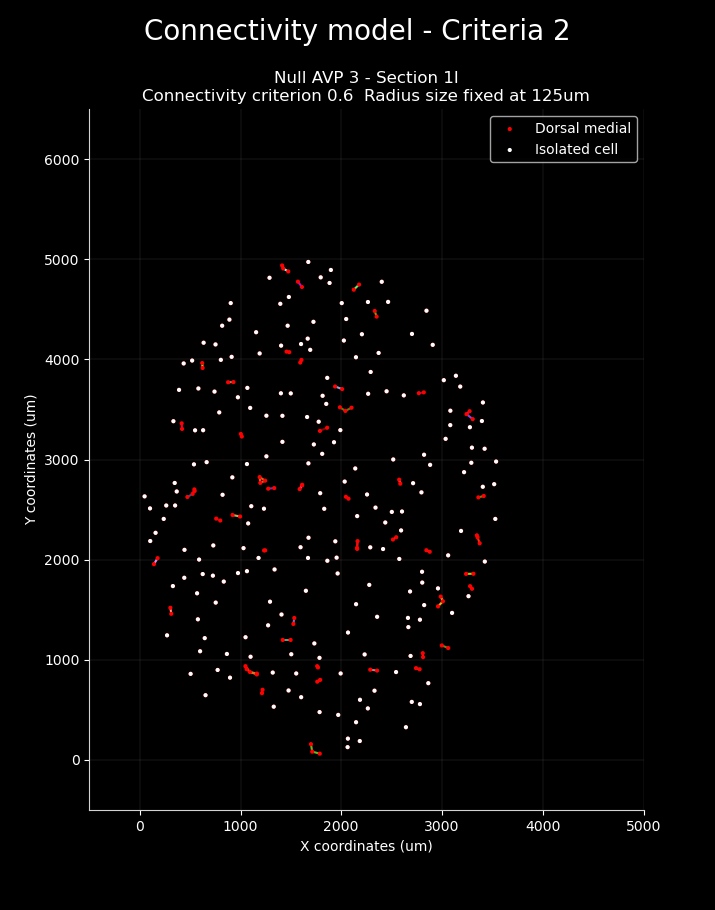 Connectivity model - Criteria 2
Null AVP 3 - Section 1I
Connectivity criterion 0.6  Radius size fixed at 125um
Dorsal medial
Isolated cell
6000
5000
4000
3000
2000
1000
0
Y coordinates (um)
0 1000 2000 3000 4000 5000
X coordinates (um)